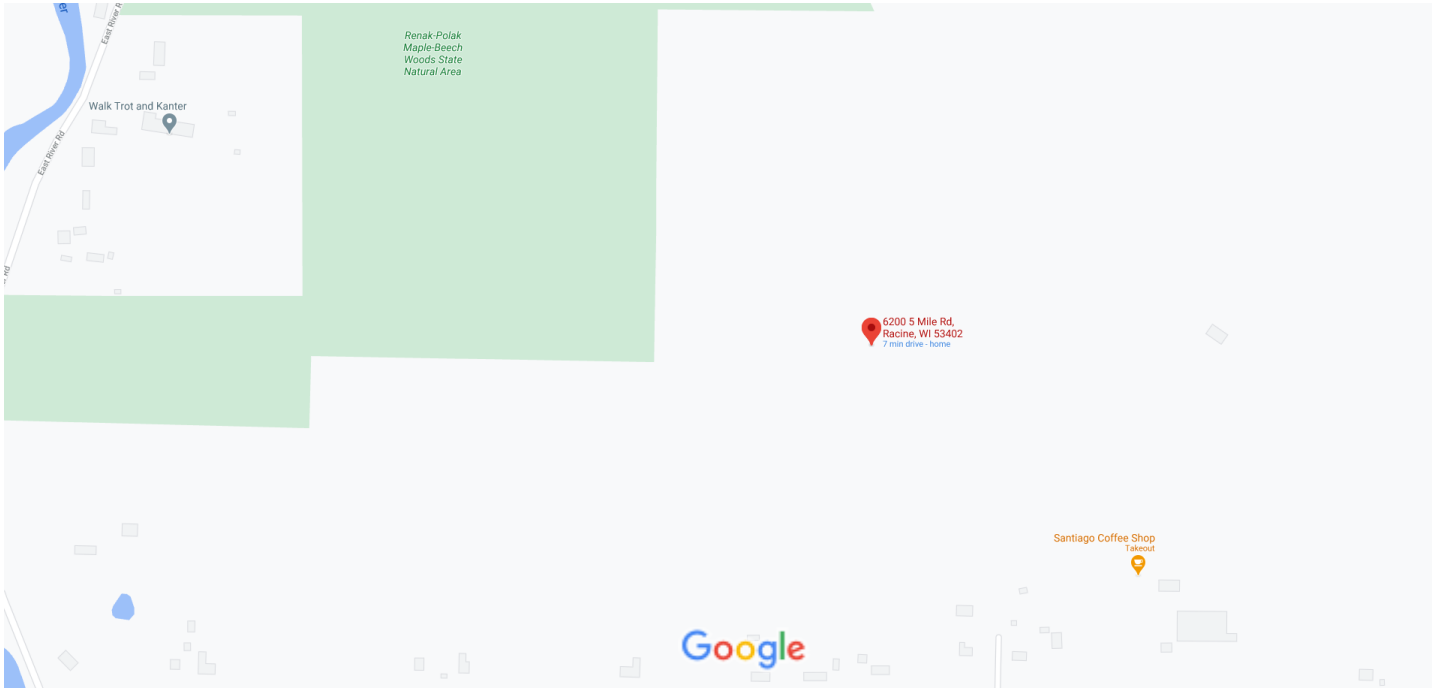 er
East River R
Renak-Polak
Maple-Beech
Woods State
Natural Area
Walk Trot and Kanter
East River Rd
r Rd
6200 5 Mile Rd,
Racine, WI 53402
7 min drive - home
Santiago Coffee Shop
Takeout
Google